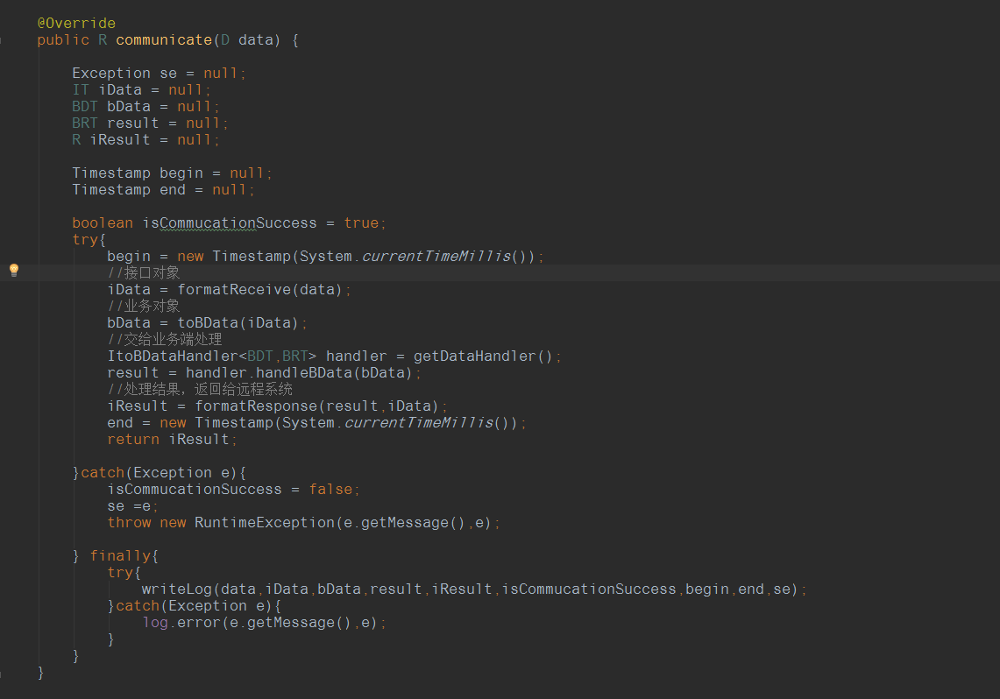 @Override
public R communicate(D data) {
Exception se = null;
IT iData = null;
BDT bData = null;
BRT result = null;
R iResult = null;
Timestamp begin = null;
Timestamp end = null;
boolean isCommucationSuccess = true;
try{
begin = new Timestamp(System.currentTimeMillis());
//接口对象
iData = formatReceive(data);
//业务对象
bData = toBData(iData);
//交给业务端处理
ItoBDataHandler<BDT,BRT> handler = getDataHandler();
result = handler.handleBData(bData);
//处理结果，返回给远程系统
iResult = formatResponse(result,iData);
end = new Timestamp(System.currentTimeMillis());
return iResult;
}catch(Exception e){
isCommucationSuccess = false;
se =e;
throw new RuntimeException(e.getMessage(),e);
} finally{
try{
writeLog(data,iData,bData,result,iResult,isCommucationSuccess,begin,end,se);
}catch(Exception e){
log.error(e.getMessage(),e);
}
}
}